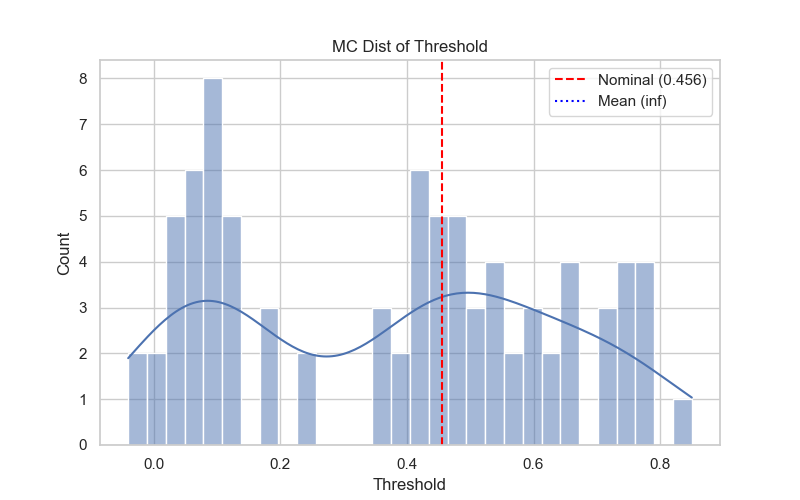 MC Dist of Threshold
Nominal (0.456)
Mean (inf)
Count
8
7
6
5
4
3
2
1
0
0.0 0.2 0.4 0.6 0.8
Threshold